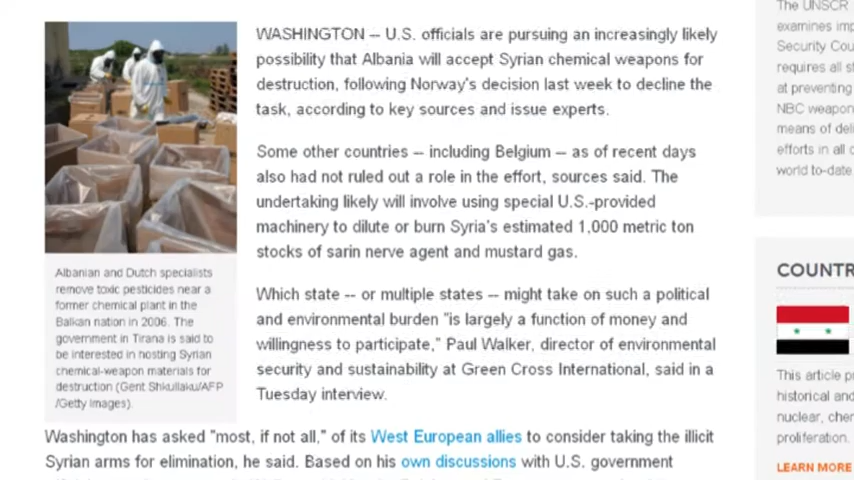 WASHINGTON -- U.S. officials are pursuing an increasingly likely
possibility that Albania will accept Syrian chemical weapons for
destruction, following Norway's decision last week to decline the
task, according to key sources and issue experts.
Some other countries -- including Belgium -- as of recent days
also had not ruled out a role in the effort, sources said. The
undertaking likely will involve using special U.S.-provided
machinery to dilute or burn Syria's estimated 1,000 metric ton
stocks of sarin nerve agent and mustard gas.
Which state -- or multiple states -- might take on such a political
and environmental burden "is largely a function of money and
willingness to participate," Paul Walker, director of environmental
security and sustainability at Green Cross International, said in a
Tuesday interview.
Albanian and Dutch specialists
remove toxic pesticides near a
former chemical plant in the
Balkan nation in 2006. The
government in Tirana is said to
be interested in hosting Syrian
chemical-weapon materials for
destruction (Gent Shkullaku/AFP
/Getty Images).
Washington has asked "most, if not all," of its West European allies to consider taking the illicit
Syrian arms for elimination, he said. Based on his own discussions with U.S. government
The UNSCR
Security
requires all
at preventing
NBC
means of
efforts in all
world to-date
This article
historical and
nuclear,
proliferation.
LEARN MORE